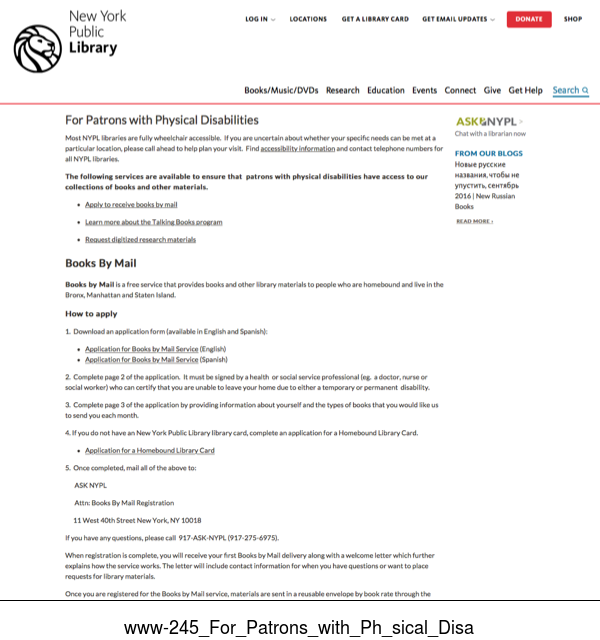 New York
Public
Library
LOG IN
LOCATIONS
GET A LIBRARY CARD
GET EMAIL UPDATES
DONATE
SHOP
Books/Music/DVDs Research Education Events Connect Give Get Help Search
For Patrons with Physical Disabilities
Most NYPL libraries are fully wheelchair accessible. If you are uncertain about whether your specific needs can be met at a
particular location, please call ahead to help plan your visit. Find accessibility information and contact telephone numbers for
all NYPL libraries.
The following services are available to ensure that patrons with physical disabilities have access to our
collections of books and other materials.
• Apply to receive books by mail
• Learn more about the Talking Books program
• Request digitized research materials
Books By Mail
Books by Mail is a free service that provides books and other library materials to people who are homebound and live in the
Bronx, Manhattan and Staten Island.
How to apply
1. Download an application form (available in English and Spanish):
• Application for Books by Mail Service (English)
• Application for Books by Mail Service (Spanish)
2. Complete page 2 of the application. It must be signed by a health or social service professional (eg. a doctor, nurse or
social worker) who can certify that you are unable to leave your home due to either a temporary or permanent disability.
3. Complete page 3 of the application by providing information about yourself and the types of books that you would like us
to send you each month.
4. If you do not have an New York Public Library library card, complete an application for a Homebound Library Card.
• Application for a Homebound Library Card
5. Once completed, mail all of the above to:
ASK NYPL
Attn: Books By Mail Registration
11 West 40th Street New York, NY 10018
If you have any questions, please call 917-ASK-NYPL (917-275-6975).
When registration is complete, you will receive your first Books by Mail delivery along with a welcome letter which further
explains how the service works. The letter will include contact information for when you have questions or want to place
requests for library materials.
Once you are registered for the Books by Mail service, materials are sent in a reusable envelope by book rate through the
ASK NYPL >
Chat with a librarian now
FROM OUR BLOGS
Новые русские
названия, чтобы не
упустить, сентябрь
2016 | New Russian
Books
READ MORE ›
www-245_For_Patrons_with_Ph_sical_Disa